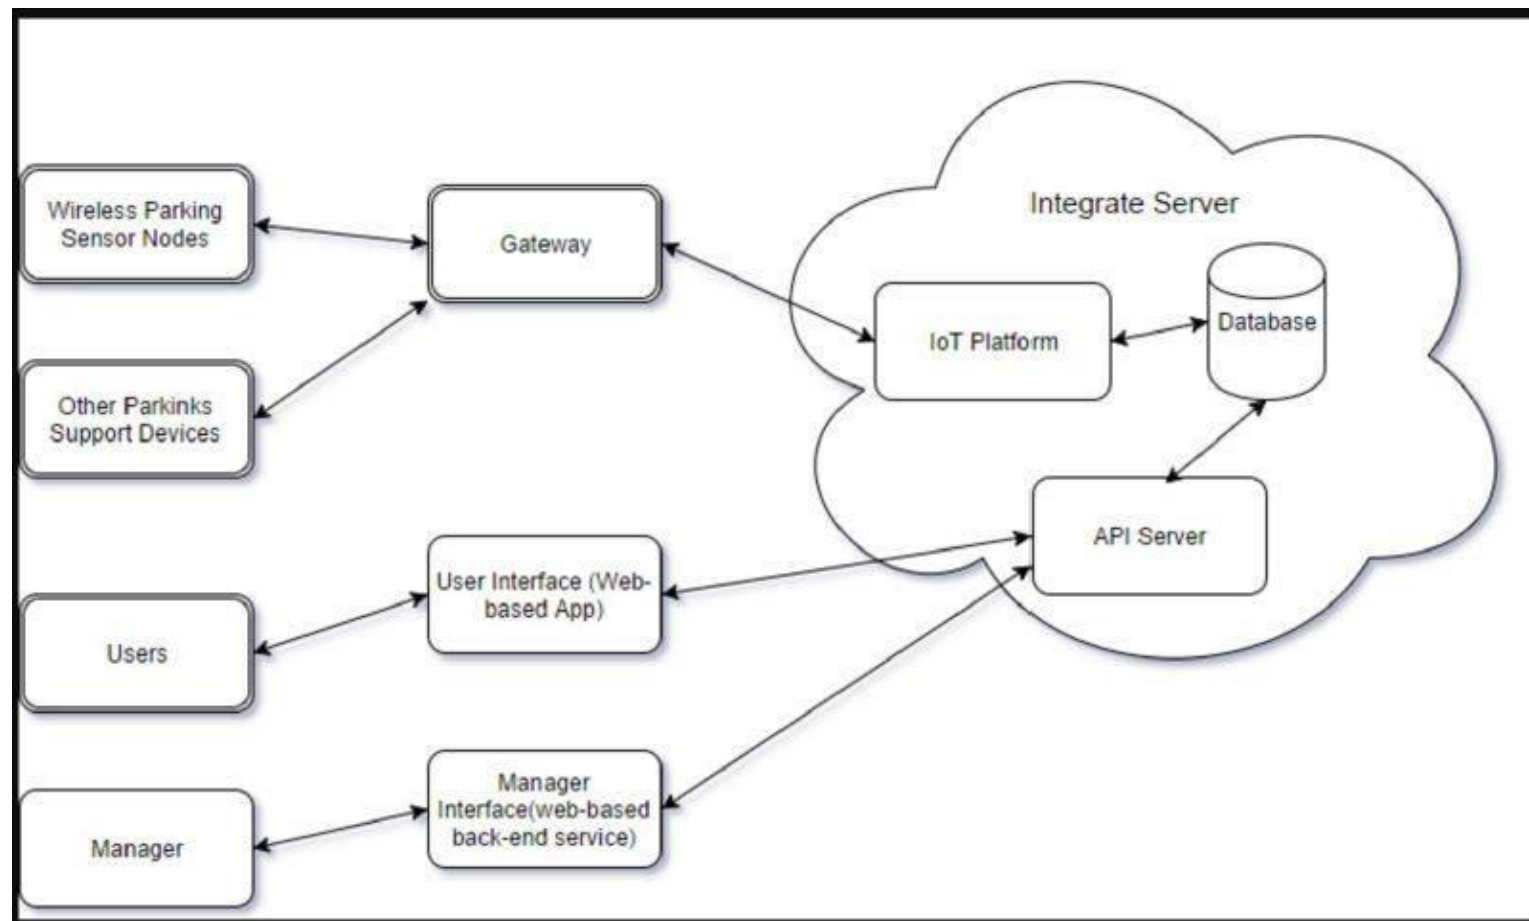 Wireless Parking
Sensor Nodes
Gateway
Integrate Server
IoT Platform
Database
Other Parkinks
Support Devices
API Server
User Interface (Web-
based App)
Users
Manager
Interface(web-based
back-end service)
Manager